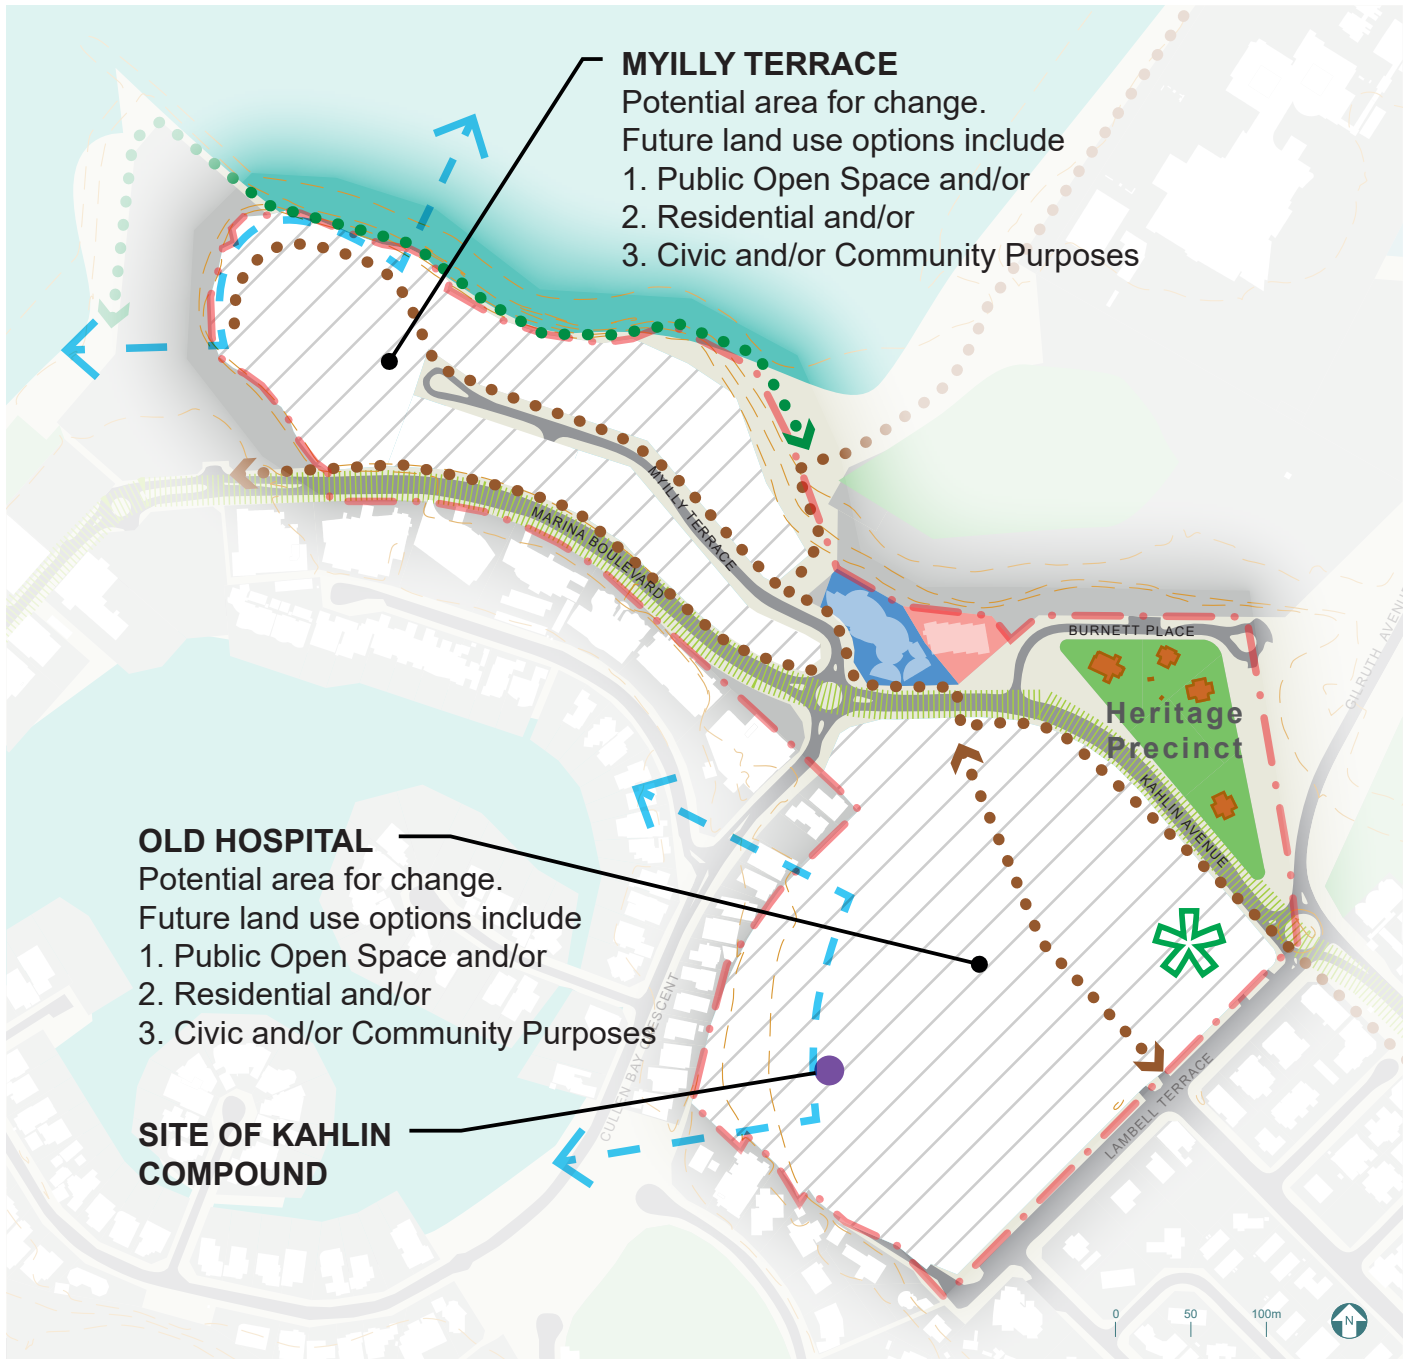 MYILLY TERRACE
Potential area for change.
Future land use options include
1. Public Open Space and/or
2. Residential and/or
3. Civic and/or Community Purposes
MYILLY TERRACE
MARINA BOULEVARD
BURNETT PLACE
GILRUTH AVENUE
Heritage
Precinct
KAHLIN AVENUE
OLD HOSPITAL
Potential area for change.
Future land use options include
1. Public Open Space and/or
2. Residential and/or
3. Civic and/or Community Purposes
CULLEN BAY CRESCENT
SITE OF KAHLIN
COMPOUND
LAMBELL TERRACE
0 50 100m
N